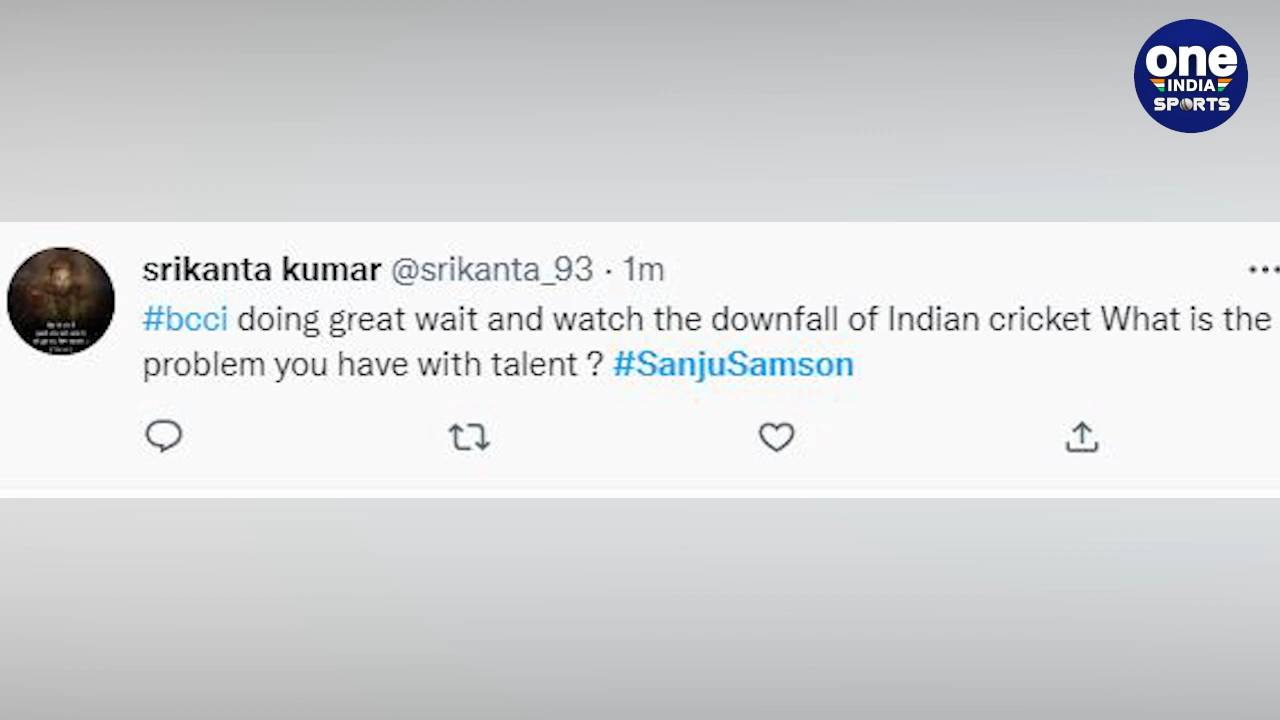 one
INDIA
SPORTS
srikanta kumar @srikanta_93 · 1m
#bcci doing great wait and watch the downfall of Indian cricket What is the
problem you have with talent ? #SanjuSamson